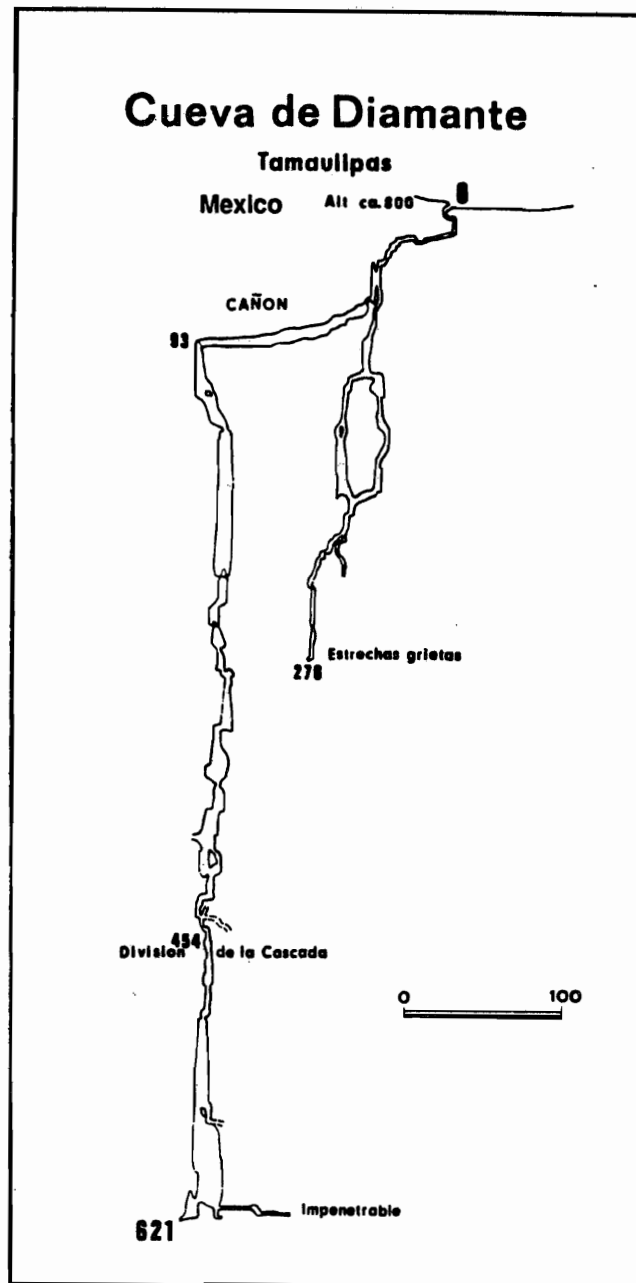 Cueva de Diamante
Tamaulipas
Mexico
Alt ca.800
CAÑON
93
Estrechas grietas
278
454
Division de la Cascada
0 100
Impenetrable
621